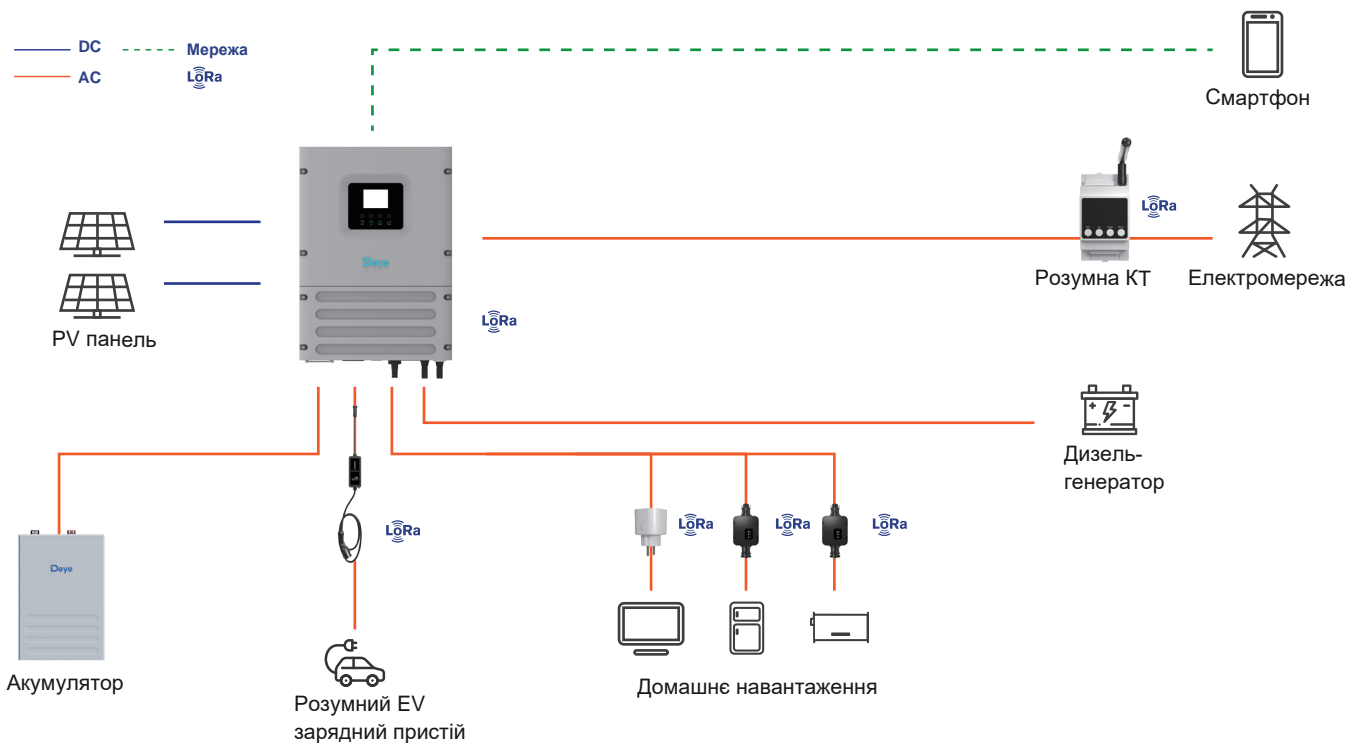 DC Мережа
AC LoRa
Смартфон
LoRa
Розумна КТ
Електромережа
Deye
PV панель
LoRa
Дизель-
генератор
LoRa
LoRa
LoRa
LoRa
Deye
Акумулятор
Розумний EV
зарядний пристій
Домашнє навантаження